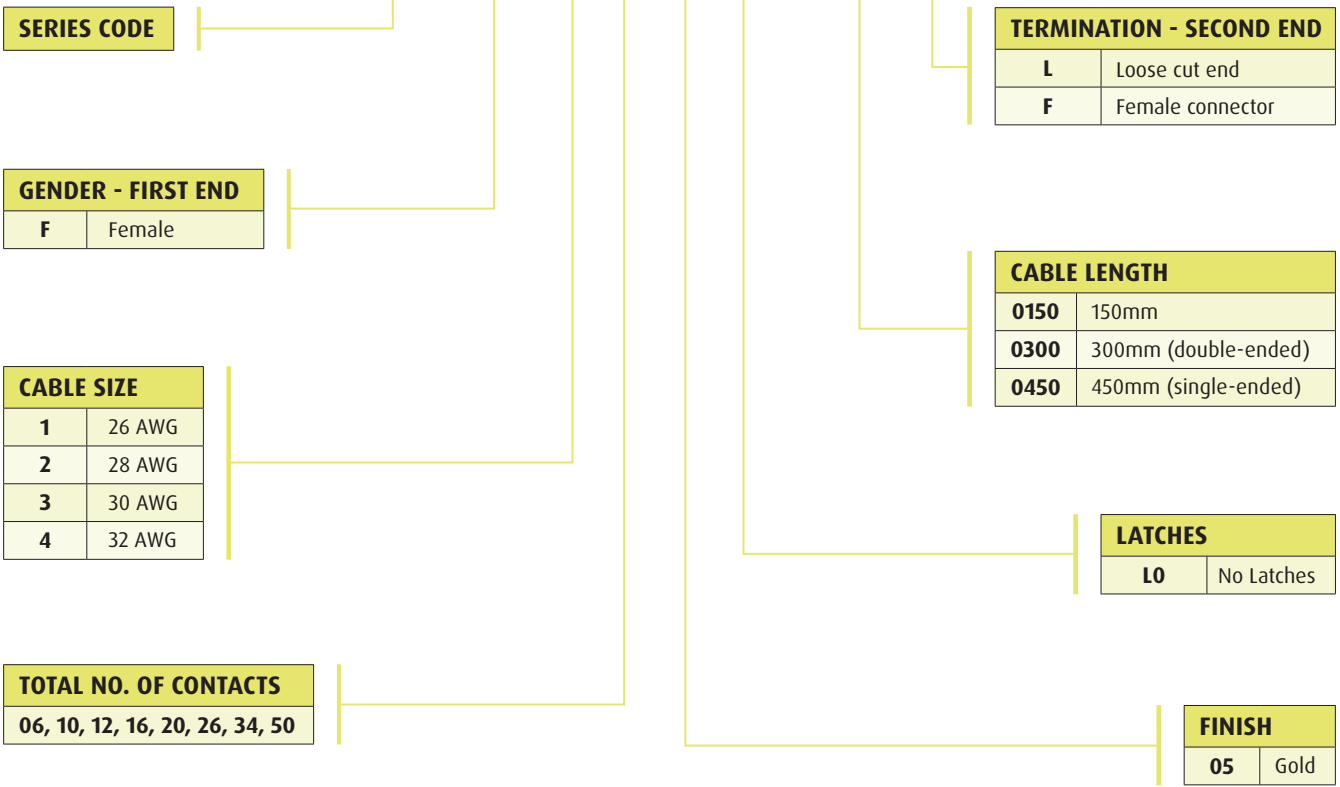 SERIES CODE
GENDER - FIRST END
F Female
CABLE SIZE
1 26 AWG
2 28 AWG
3 30 AWG
4 32 AWG
TOTAL NO. OF CONTACTS
06, 10, 12, 16, 20, 26, 34, 50
TERMINATION - SECOND END
L Loose cut end
F Female connector
CABLE LENGTH
0150 150mm
0300 300mm (double-ended)
0450 450mm (single-ended)
LATCHES
L0 No Latches
FINISH
05 Gold